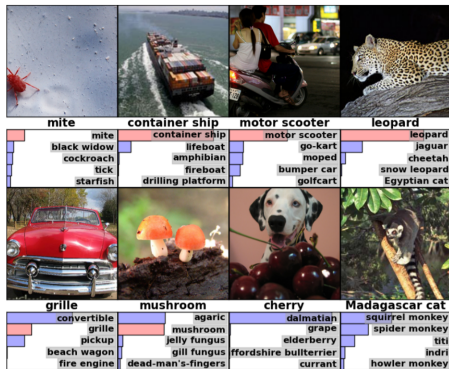 mite
container ship
motor scooter
leopard
mite
black widow
cockroach
tick
starfish
container ship
lifeboat
amphibian
fireboat
drilling platform
motor scooter
go-kart
moped
bumper car
golfcart
leopard
jaguar
cheetah
snow leopard
Egyptian cat
grille
mushroom
cherry
Madagascar cat
convertible
grille
pickup
beach wagon
fire engine
agaric
mushroom
jelly fungus
gill fungus
dead-man's-fingers
dalmatian
grape
elderberry
ffordshire bullterrier
currant
squirrel monkey
spider monkey
titi
indri
howler monkey